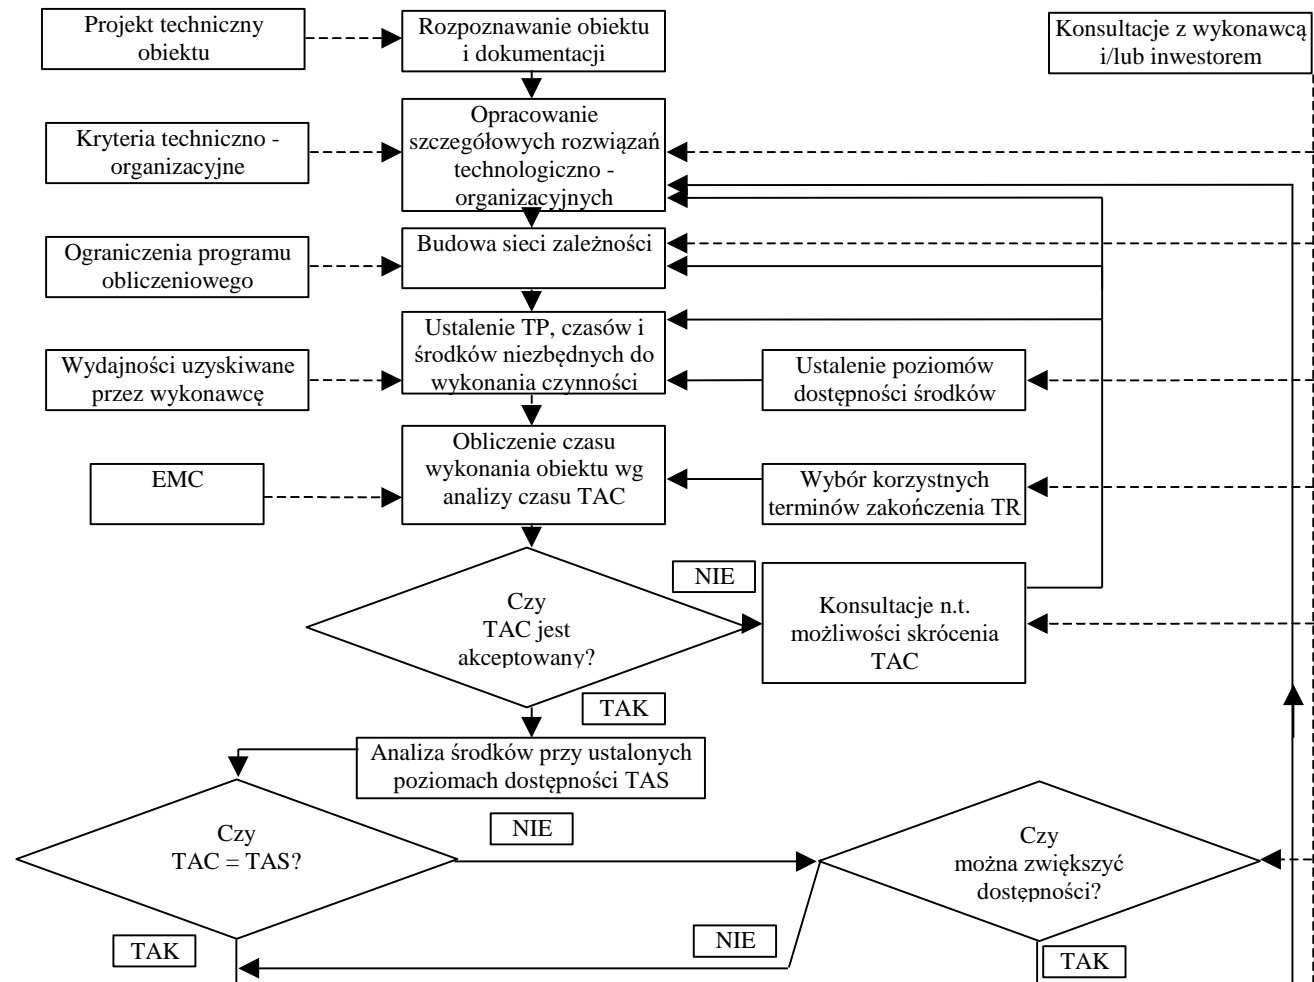 Projekt techniczny
obiektu
Rozpoznawanie obiektu
i dokumentacji
Konsultacje z wykonawcą
i/lub inwestorem
Kryteria techniczno -
organizacyjne
Opracowanie
szczegółowych rozwiązań
technologiczno -
organizacyjnych
Ograniczenia programu
obliczeniowego
Budowa sieci zależności
Wydajności uzyskiwane
przez wykonawcę
Ustalenie TP, czasów i
środków niezbędnych do
wykonania czynności
Ustalenie poziomów
dostępności środków
EMC
Obliczenie czasu
wykonania obiektu wg
analizy czasu TAC
Wybór korzystnych
terminów zakończenia TR
NIE
Czy
TAC jest
akceptowany?
Konsultacje n.t.
możliwości skrócenia
TAC
TAK
Analiza środków przy ustalonych
poziomach dostępności TAS
Czy
TAC = TAS?
NIE
Czy
można zwiększyć
dostępności?
TAK
NIE
TAK